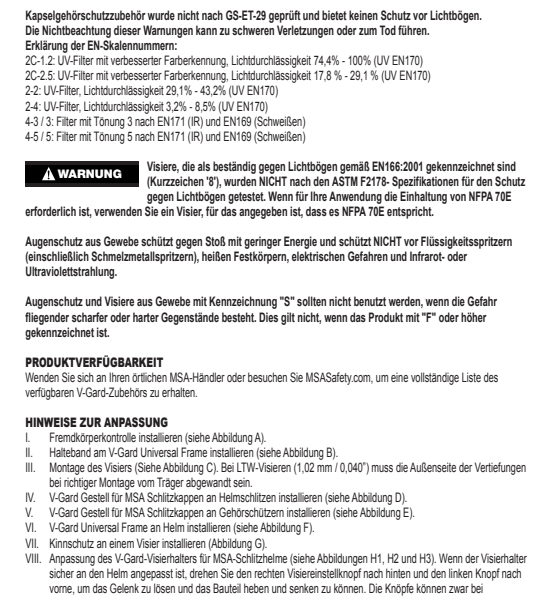 Kapselgehörschutzzubehör wurde nicht nach GS-ET-29 geprüft und bietet keinen Schutz vor Lichtbögen.
Die Nichtbeachtung dieser Warnungen kann zu schweren Verletzungen oder zum Tod führen.
Erklärung der EN-Skalennummern:
2C-1.2: UV-Filter mit verbesserter Farberkennung, Lichtdurchlässigkeit 74,4% - 100% (UV EN170)
2C-2.5: UV-Filter mit verbesserter Farberkennung, Lichtdurchlässigkeit 17,8 % - 29,1 % (UV EN170)
2-2: UV-Filter, Lichtdurchlässigkeit 29,1% - 43,2% (UV EN170)
2-4: UV-Filter, Lichtdurchlässigkeit 3,2% - 8,5% (UV EN170)
4-3 / 3: Filter mit Tönung 3 nach EN171 (IR) und EN169 (Schweißen)
4-5 / 5: Filter mit Tönung 5 nach EN171 (IR) und EN169 (Schweißen)
WARNUNG Visiere, die als beständig gegen Lichtbögen gemäß EN166:2001 gekennzeichnet sind
(Kurzzeichen '8'), wurden NICHT nach den ASTM F2178- Spezifikationen für den Schutz
gegen Lichtbögen getestet. Wenn für Ihre Anwendung die Einhaltung von NFPA 70E
erforderlich ist, verwenden Sie ein Visier, für das angegeben ist, dass es NFPA 70E entspricht.
Augenschutz aus Gewebe schützt gegen Stoß mit geringer Energie und schützt NICHT vor Flüssigkeitsspritzern
(einschließlich Schmelzmetallspritzern), heißen Festkörpern, elektrischen Gefahren und Infrarot- oder
Ultraviolettstrahlung.
Augenschutz und Visiere aus Gewebe mit Kennzeichnung "S" sollten nicht benutzt werden, wenn die Gefahr
fliegender scharfer oder harter Gegenstände besteht. Dies gilt nicht, wenn das Produkt mit "F" oder höher
gekennzeichnet ist.
PRODUKTVERFÜGBARKEIT
Wenden Sie sich an Ihren örtlichen MSA-Händler oder besuchen Sie MSASafety.com, um eine vollständige Liste des
verfügbaren V-Gard-Zubehörs zu erhalten.
HINWEISE ZUR ANPASSUNG
I. Fremdkörperkontrolle installieren (siehe Abbildung A).
II. Halteband am V-Gard Universal Frame installieren (siehe Abbildung B).
III. Montage des Visiers (Siehe Abbildung C). Bei LTW-Visieren (1,02 mm / 0,040") muss die Außenseite der Vertiefungen
bei richtiger Montage vom Träger abgewandt sein.
IV. V-Gard Gestell für MSA Schlitzkappen an Helmschlitzen installieren (siehe Abbildung D).
V. V-Gard Gestell für MSA Schlitzkappen an Gehörschützern installieren (siehe Abbildung E).
VI. V-Gard Universal Frame an Helm installieren (siehe Abbildung F).
VII. Kinnschutz an einem Visier installieren (Abbildung G).
VIII. Anpassung des V-Gard-Visierhalters für MSA-Schlitzhelme (siehe Abbildungen H1, H2 und H3). Wenn der Visierhalter
sicher an den Helm angepasst ist, drehen Sie den rechten Visiereinstellknopf nach hinten und den linken Knopf nach
vorne, um das Gelenk zu lösen und das Bauteil heben und senken zu können. Die Knöpfe können zwar bei